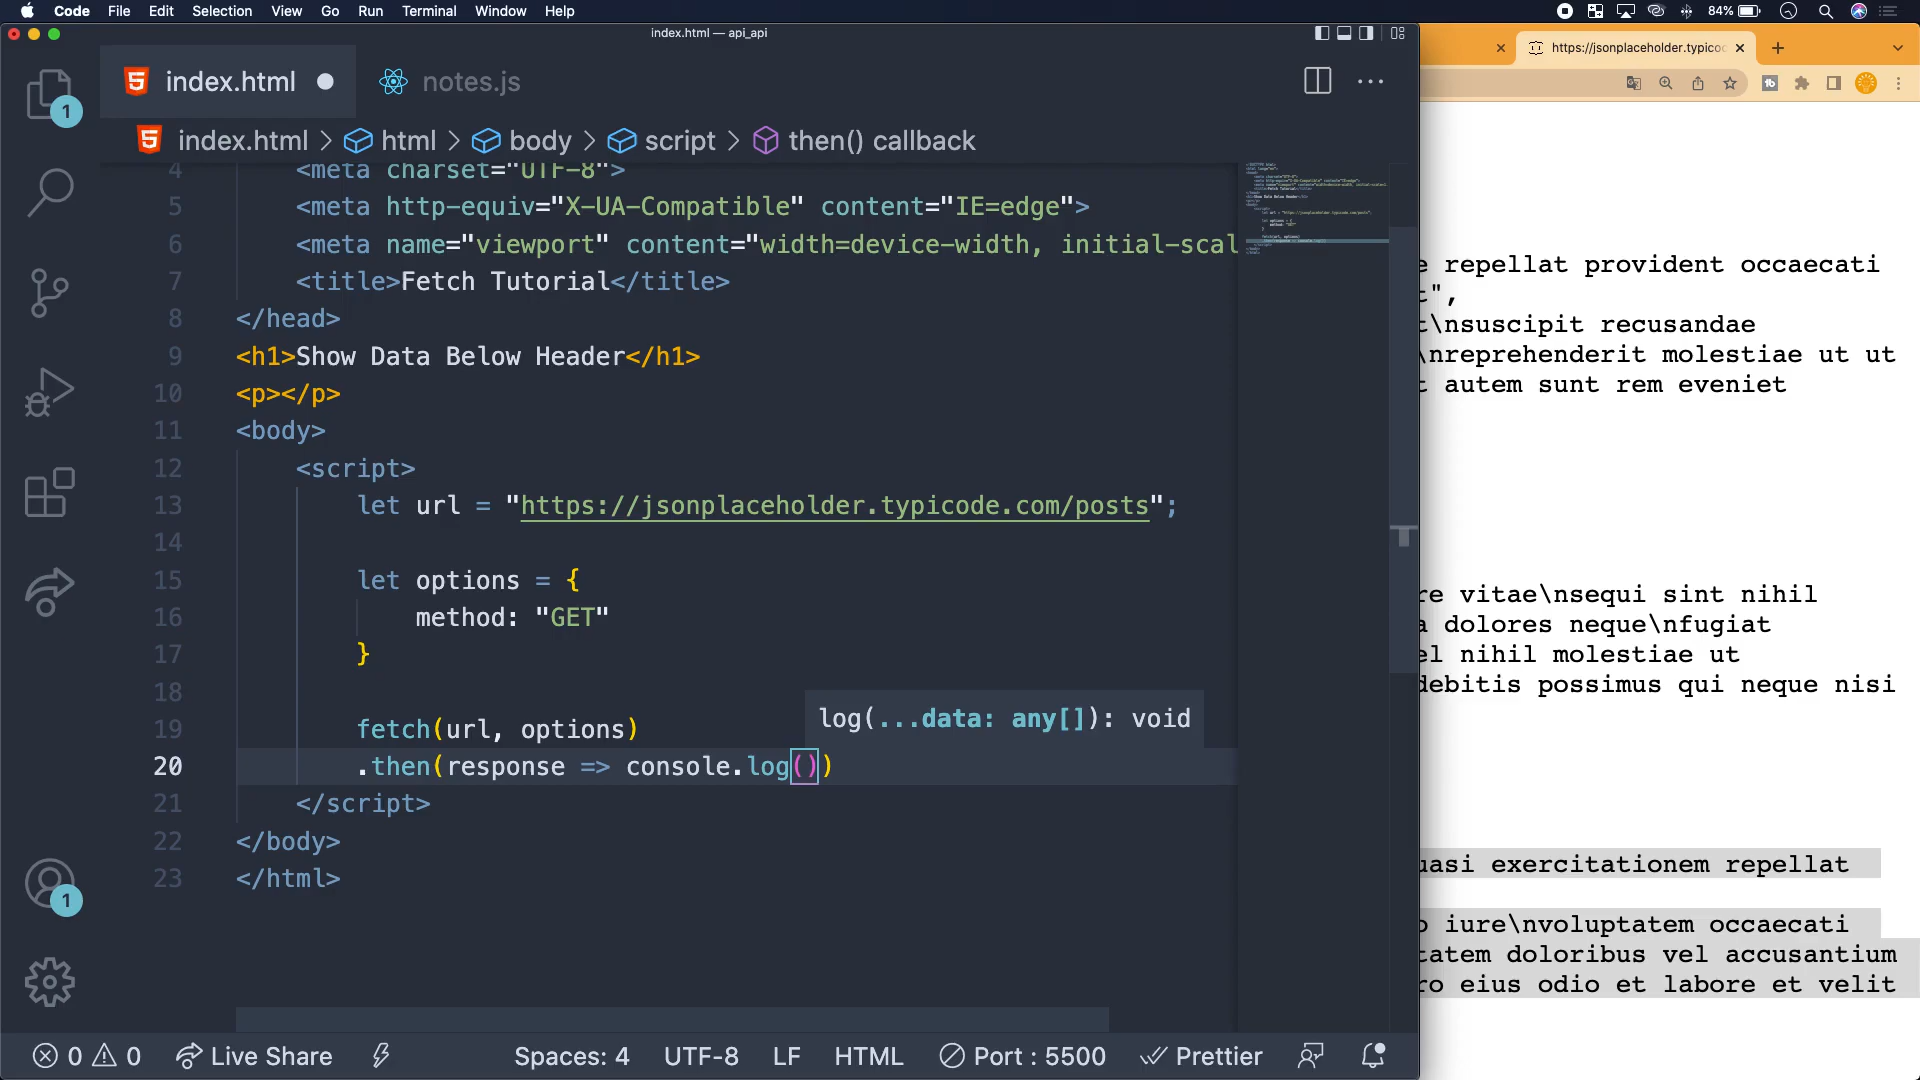 Code File Edit Selection View Go Run Terminal Window Help
84%
index.html — api_api
https://jsonplaceholder.typico
index.html
notes.js
1
index.html > html > body > script > then() callback
4 <meta charset="UTF-8">
5 <meta http-equiv="X-UA-Compatible" content="IE=edge">
6 <meta name="viewport" content="width=device-width, initial-scal
7 <title>Fetch Tutorial</title>
8 </head>
9 <h1>Show Data Below Header</h1>
10 <p></p>
11 <body>
12 <script>
13 let url = "https://jsonplaceholder.typicode.com/posts";
14
15 let options = {
16 method: "GET"
17 }
18
log(...data: any[]): void
19 fetch(url, options)
20 .then(response => console.log())
21 </script>
22 </body>
23 </html>
1
0 0 Live Share Spaces: 4 UTF-8 LF HTML Port : 5500 Prettier
e repellat provident occaecati
t",
t\nsuscipit recusandae
\nreprehenderit molestiae ut ut
t autem sunt rem eveniet
re vitae\nsequi sint nihil
a dolores neque\nfugiat
el nihil molestiae ut
debitis possimus qui neque nisi
uasi exercitationem repellat
o iure\nvoluptatem occaecati
tatem doloribus vel accusantium
ro eius odio et labore et velit